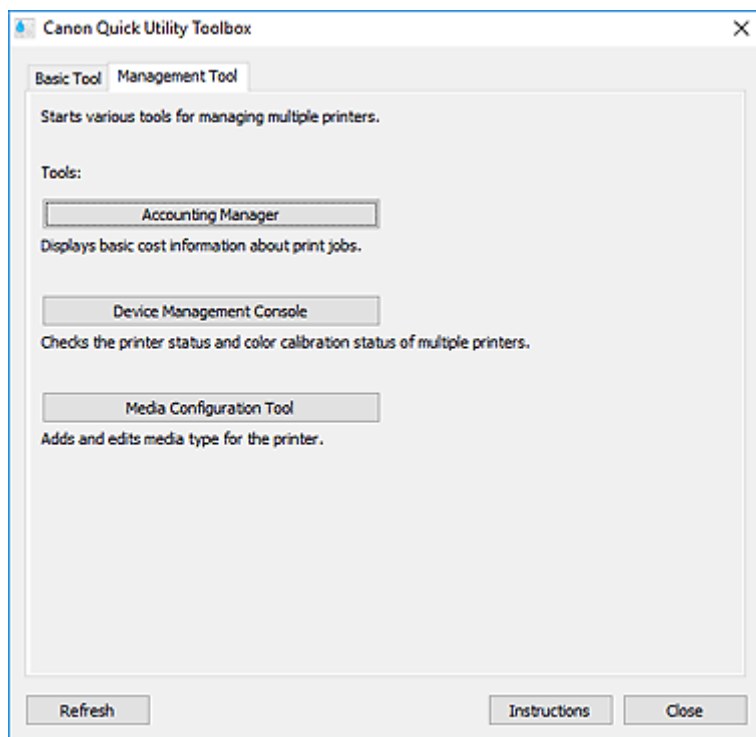 Canon Quick Utility Toolbox
Basic Tool Management Tool
Starts various tools for managing multiple printers.
Tools:
Accounting Manager
Displays basic cost information about print jobs.
Device Management Console
Checks the printer status and color calibration status of multiple printers.
Media Configuration Tool
Adds and edits media type for the printer.
Refresh Instructions Close